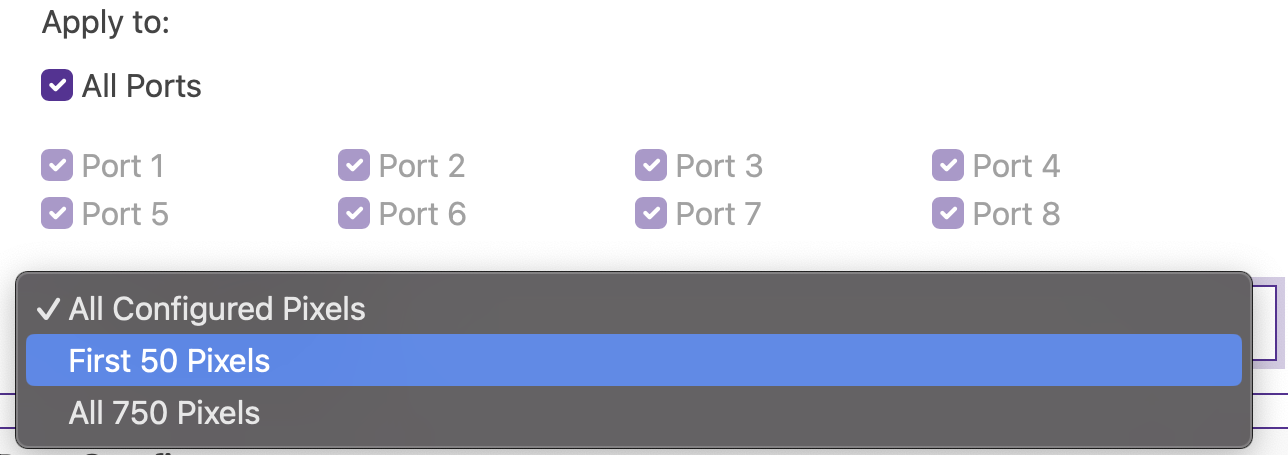 Apply to:
All Ports
Port 1 Port 2 Port 3 Port 4
Port 5 Port 6 Port 7 Port 8
All Configured Pixels
First 50 Pixels
All 750 Pixels